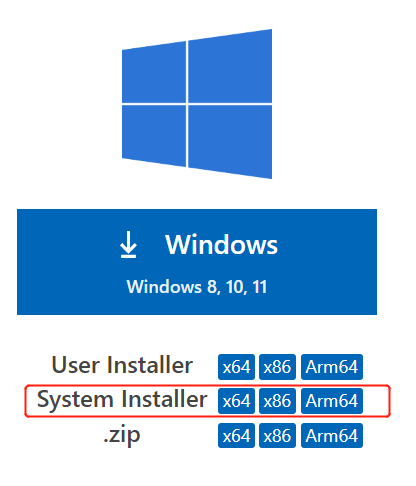 Windows
Windows 8, 10, 11
User Installer x64 x86 Arm64
System Installer x64 x86 Arm64
.zip x64 x86 Arm64